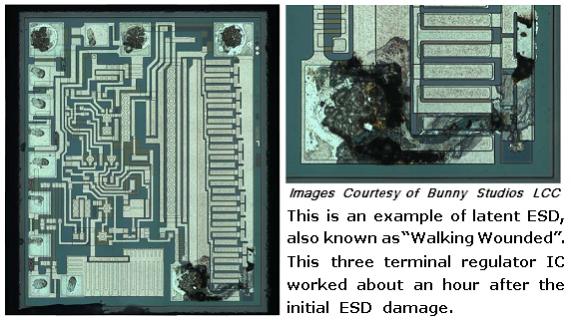 Images Courtesy of Bunny Studios LCC
This is an example of latent ESD,
also known as“Walking Wounded”.
This three terminal regulator IC
worked about an hour after the
initial ESD damage.